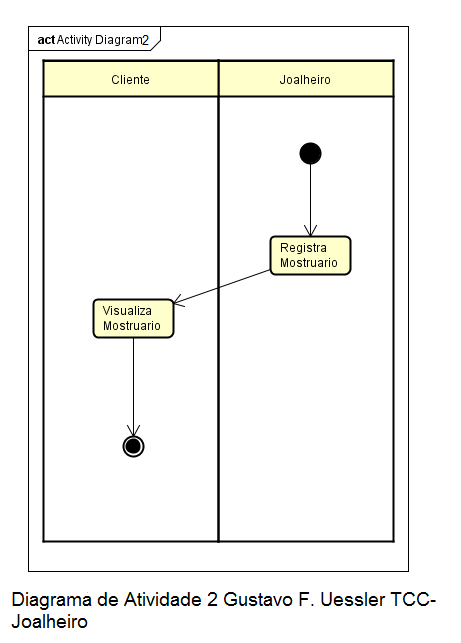 act Activity Diagram2
Cliente
Joalheiro
Registra
Mostruario
Visualiza
Mostruario
Diagrama de Atividade 2 Gustavo F. Uessler TCC-
Joalheiro